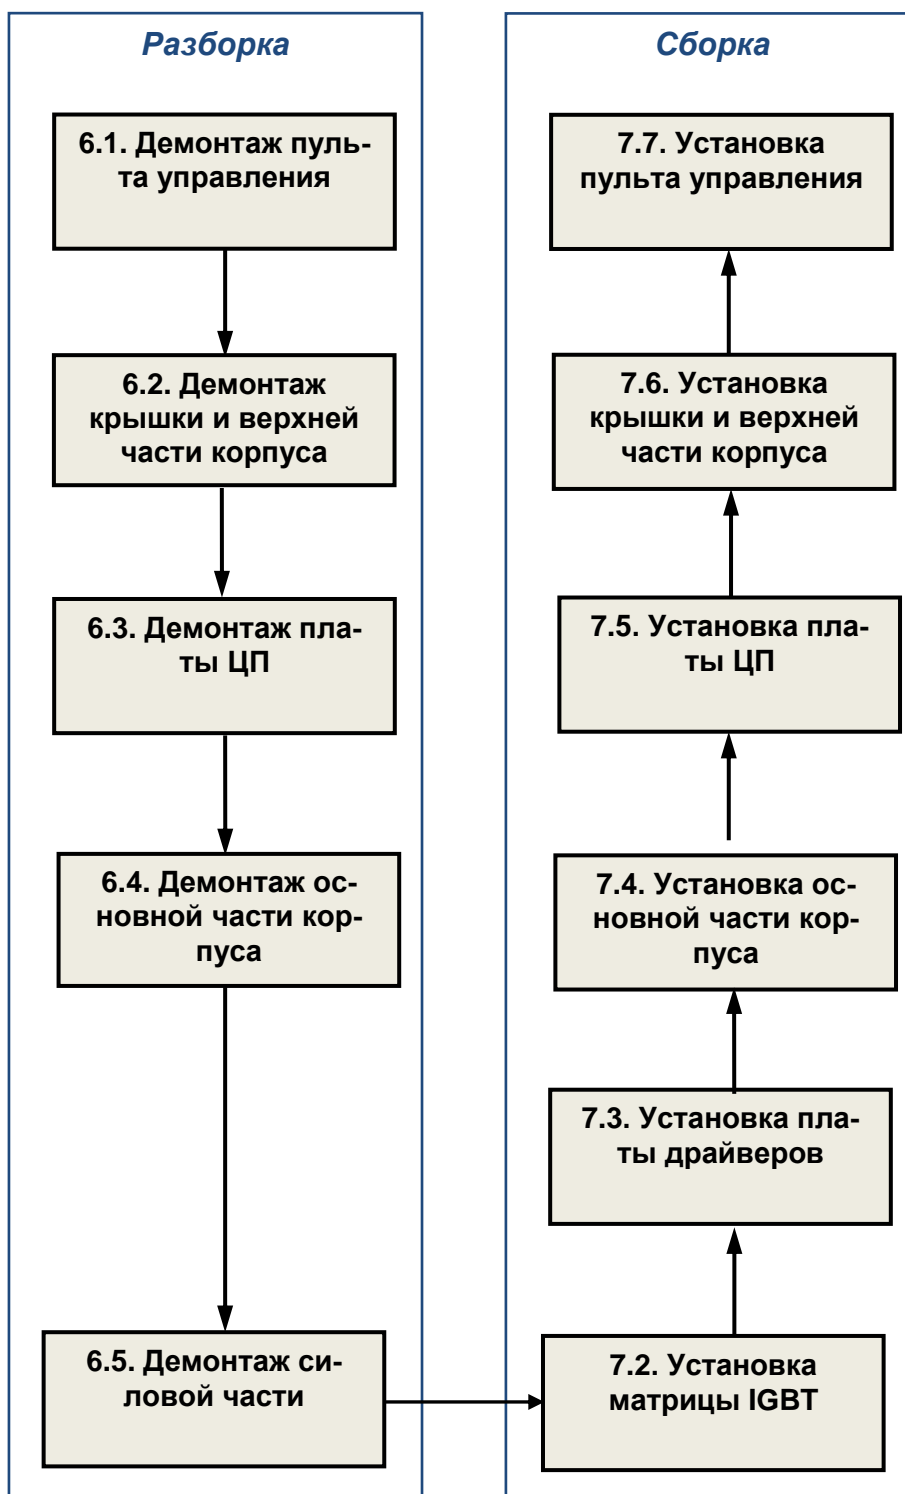 Разборка
6.1. Демонтаж пуль-
та управления
6.2. Демонтаж
крышки и верхней
части корпуса
6.3. Демонтаж пла-
ты ЦП
6.4. Демонтаж ос-
новной части кор-
пуса
6.5. Демонтаж си-
ловой части
Сборка
7.7. Установка
пульта управления
7.6. Установка
крышки и верхней
части корпуса
7.5. Установка пла-
ты ЦП
7.4. Установка ос-
новной части кор-
пуса
7.3. Установка пла-
ты драйверов
7.2. Установка
матрицы IGBT